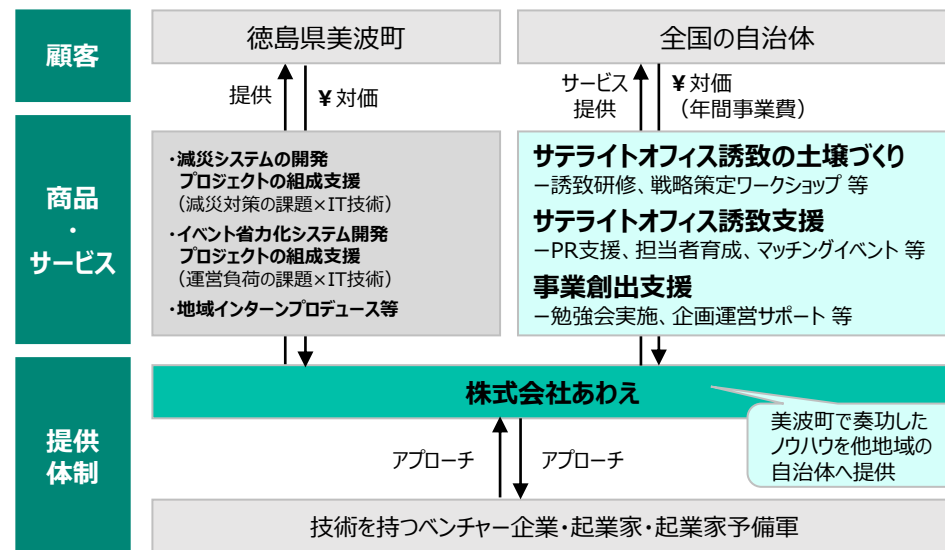 顧客
徳島県美波町
全国の自治体
提供
¥ 対価
サービス
提供
¥ 対価
（年間事業費）
商品
・
サービス
・減災システムの開発
プロジェクトの組成支援
（減災対策の課題×IT技術）
・イベント省力化システム開発
プロジェクトの組成支援
（運営負荷の課題×IT技術）
・地域インターンプロデュース等
サテライトオフィス誘致の土壌づくり
－誘致研修、戦略策定ワークショップ 等
サテライトオフィス誘致支援
－PR支援、担当者育成、マッチングイベント 等
事業創出支援
－勉強会実施、企画運営サポート 等
提供
体制
株式会社あわえ
美波町で奏功した
ノウハウを他地域の
自治体へ提供
アプローチ
アプローチ
技術を持つベンチャー企業・起業家・起業家予備軍